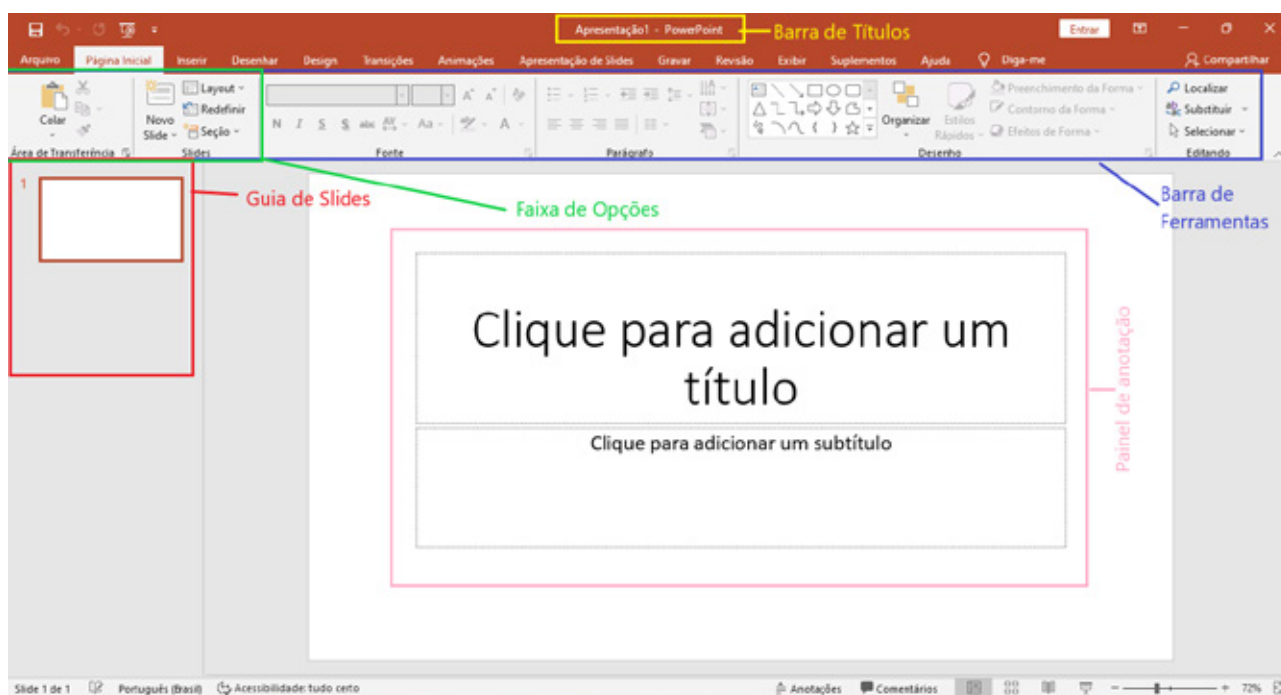 Apresentação1 - PowerPoint
Barra de Títulos
Entrar
Arquivo Página Inicial Inserir Desenhar Design Transições Animações Apresentação de Slides Gravar Revisão Exibir Suplementos Ajuda Diga-me Compartilhar
Colar
Área de Transferência
Novo Slide
Layout
Redefinir
Seção
Slides
N I S S abc AV Aa A A A
Fonte
Parágrafo
Organizar
Estilos Rápidos
Preenchimento da Forma
Contorno da Forma
Efeitos de Forma
Desenho
Localizar
Substituir
Selecionar
Editando
1
Guia de Slides
Faixa de Opções
Barra de
Ferramentas
Clique para adicionar um
título
Clique para adicionar um subtítulo
Painel de anotação
Slide 1 de 1 Português (Brasil) Acessibilidade: tudo certo Anotações Comentários 72%